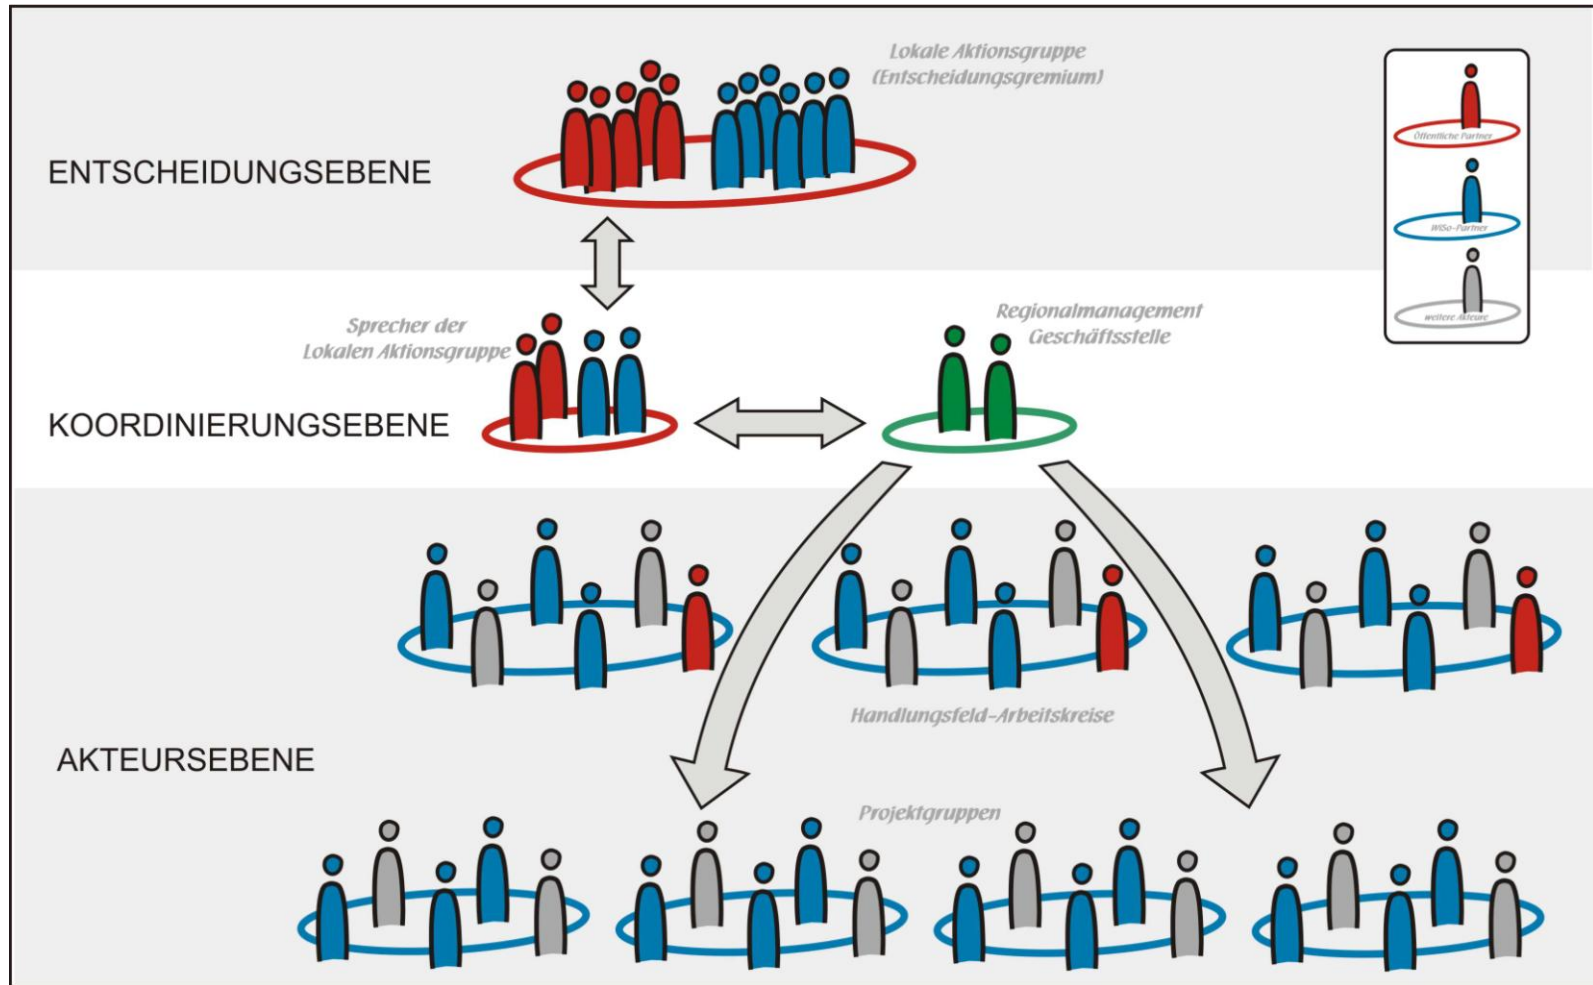 Lokale Aktionsgruppe
(Entscheidungsgremium)
Öffentliche Partner
ENTSCHEIDUNGSEBENE
WiSo-Partner
weitere Akteure
Sprecher der
Lokalen Aktionsgruppe
Regionalmanagement
Geschäftsstelle
KOORDINIERUNGSEBENE
Handlungsfeld-Arbeitskreise
AKTEURSEBENE
Projektgruppen